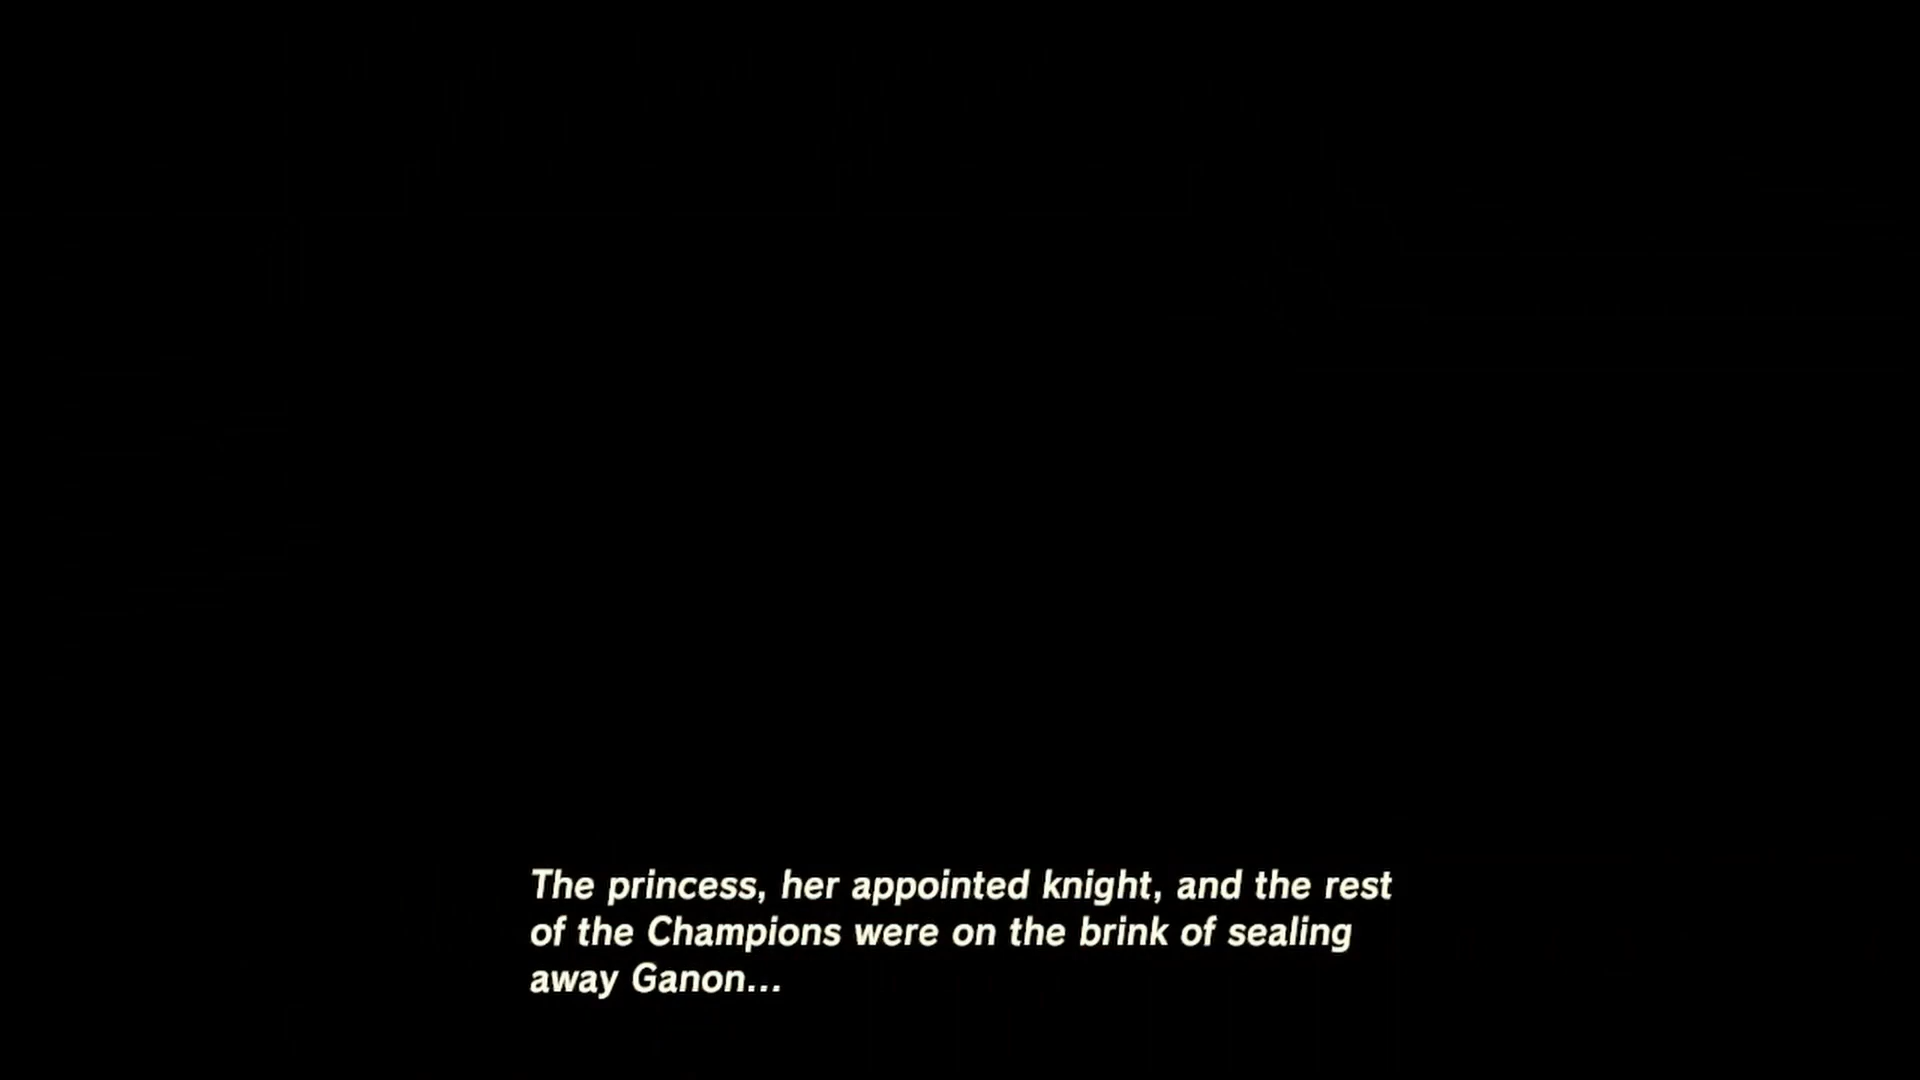 The princess, her appointed knight, and the rest
of the Champions were on the brink of sealing
away Ganon...